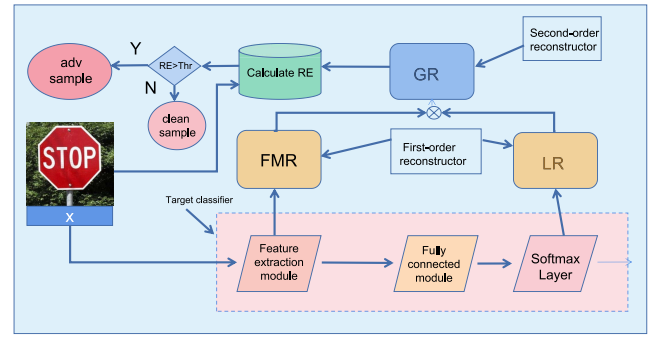 Second-order
reconstructor
Y
adv
sample
RE>Thr
Calculate RE
GR
N
clean
sample
STOP
FMR
First-order
reconstructor
LR
x
Target classifier
Feature
extraction
module
Fully
connected
module
Softmax
Layer